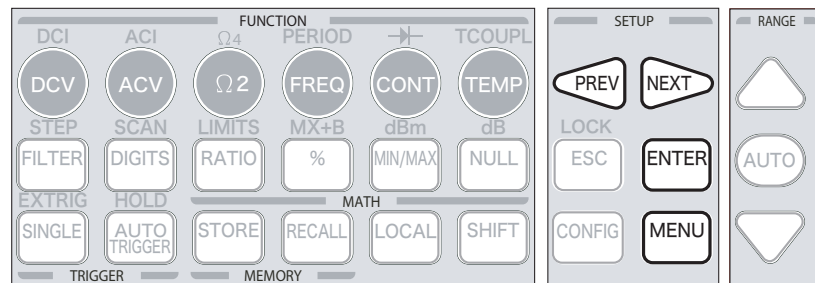 FUNCTION SETUP RANGE
DCI ACI Ω4 PERIOD TCOUPL
DCV ACV Ω2 FREQ CONT TEMP PREV NEXT
STEP SCAN LIMITS MX+B dBm dB LOCK
FILTER DIGITS RATIO % MIN/MAX NULL ESC ENTER AUTO
EXTRIG HOLD MATH
SINGLE AUTO TRIGGER STORE RECALL LOCAL SHIFT CONFIG MENU
TRIGGER MEMORY